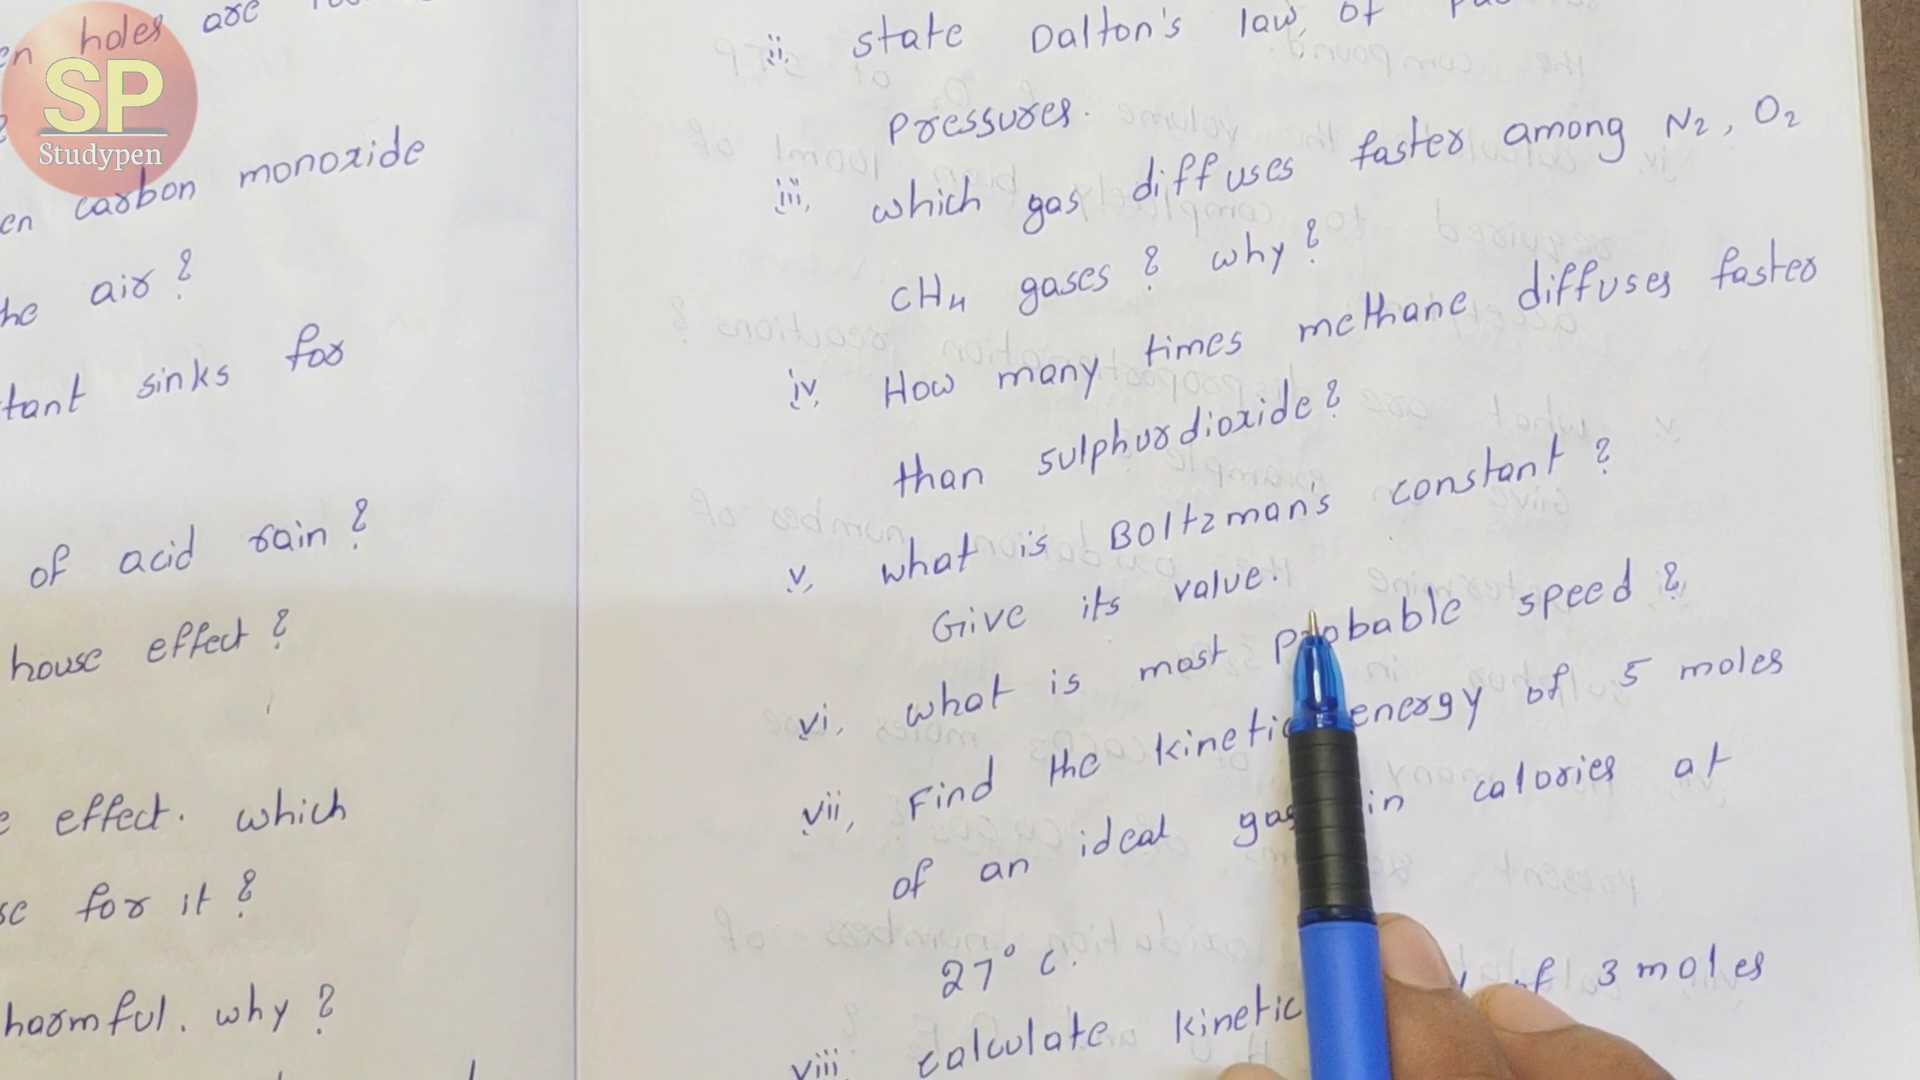 holes are
SP
Studypen
carbon monoxide
air ?
sinks for
of acid rain ?
house effect ?
effect. which
for it ?
harmful. why ?
ii, state Dalton's law of
pressures.
iii, which gas diffuses faster among N2, O2
CH4 gases ? why ?
iv, How many times methane diffuses faster
than sulphurdioxide ?
v, what is Boltzman's constant ?
Give its value.
vi, what is most probable speed ?
vii, Find the kinetic energy of 5 moles
of an ideal gas in calories at
27° c.
viii calculate kinetic of 3 moles